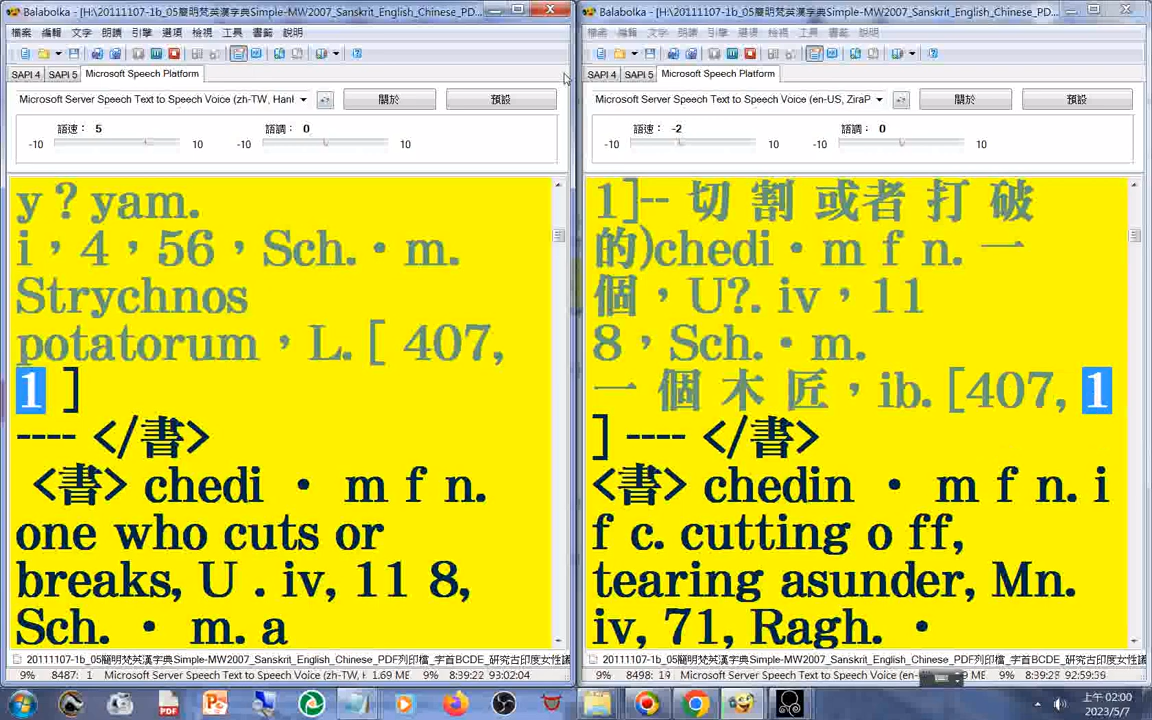 Balabolka - [H:\20111107-1b_05簡明梵英漢字典Simple-MW2007_Sanskrit_English_Chinese_PD...
檔案 編輯 文字 朗讀 引擎 選項 檢視 工具 書籤 說明
SAPI 4 SAPI 5 Microsoft Speech Platform
Microsoft Server Speech Text to Speech Voice (zh-TW, Hanl
關於 預設
語速： 5 語調： 0
-10 10 -10 10
y ? yam.
i，4，56，Sch.‧m.
Strychnos
potatorum，L. [ 407,
1 ]
---- </書>
<書> chedi ‧ m f n.
one who cuts or
breaks, U . iv, 11 8,
Sch. ‧ m. a
20111107-1b_05簡明梵英漢字典Simple-MW2007_Sanskrit_English_Chinese_PDF列印檔_字首BCDE_研究古印度女性議
9% 8487: 1 Microsoft Server Speech Text to Speech Voice (zh-TW, H 1.69 ME 9% 8:39:22 93:02:04
Balabolka - [H:\20111107-1b_05簡明梵英漢字典Simple-MW2007_Sanskrit_English_Chinese_PD...
檔案 編輯 文字 朗讀 引擎 選項 檢視 工具 書籤 說明
SAPI 4 SAPI 5 Microsoft Speech Platform
Microsoft Server Speech Text to Speech Voice (en-US, ZiraP
關於 預設
語速： -2 語調： 0
-10 10 -10 10
1]-- 切 割 或者 打 破
的)chedi‧m f n. 一
個，U?. iv，11
8，Sch.‧m.
一 個 木 匠，ib. [407, 1
] ---- </書>
<書> chedin ‧ m f n. i
f c. cutting o ff,
tearing asunder, Mn.
iv, 71, Ragh. ‧
20111107-1b_05簡明梵英漢字典Simple-MW2007_Sanskrit_English_Chinese_PDF列印檔_字首BCDE_研究古印度女性議
9% 8498: 19 Microsoft Server Speech Text to Speech Voice (en-US, Z 9 ME 9% 8:39:22 92:59:39
PDF
上午 02:00
2023/5/7